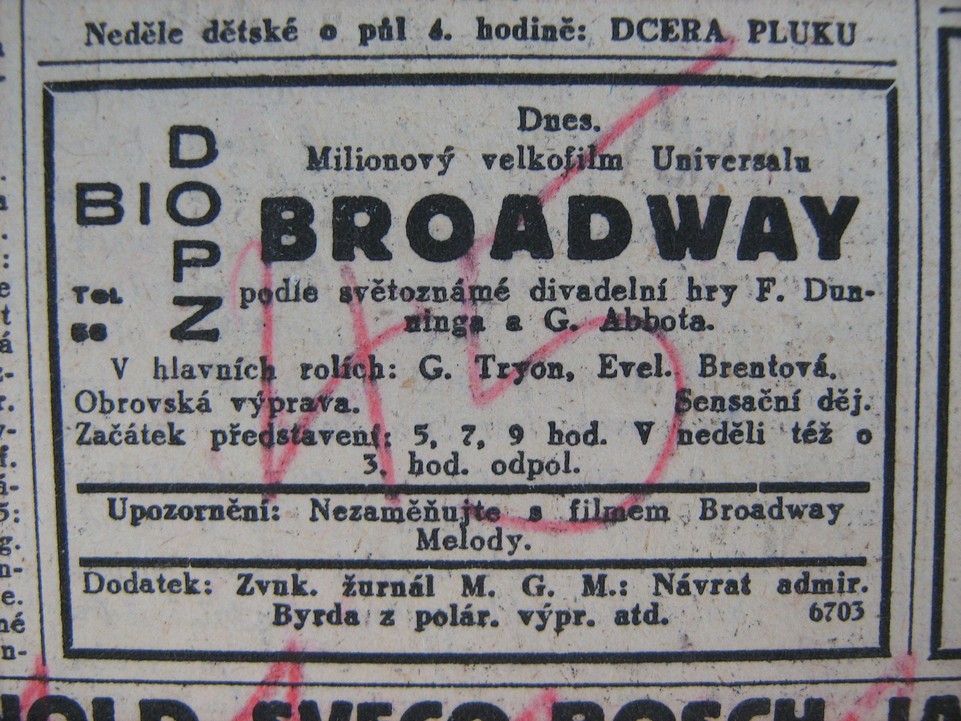 Neděle dětské o půl 4. hodině: DCERA PLUKU
BIO
DOPZ
Tel.
56
Dnes.
Milionový velkofilm Universalu
BROADWAY
podle světoznámé divadelní hry F. Dun-
ninga a G. Abbota.
V hlavních rolích: G. Tryon, Evel. Brentová.
Obrovská výprava. Sensační děj.
Začátek představení: 5, 7, 9 hod. V neděli též o
3. hod. odpol.
Upozornění: Nezaměňujte s filmem Broadway
Melody.
Dodatek: Zvuk. žurnál M. G. M.: Návrat admir.
Byrda z polár. výpr. atd. 6703